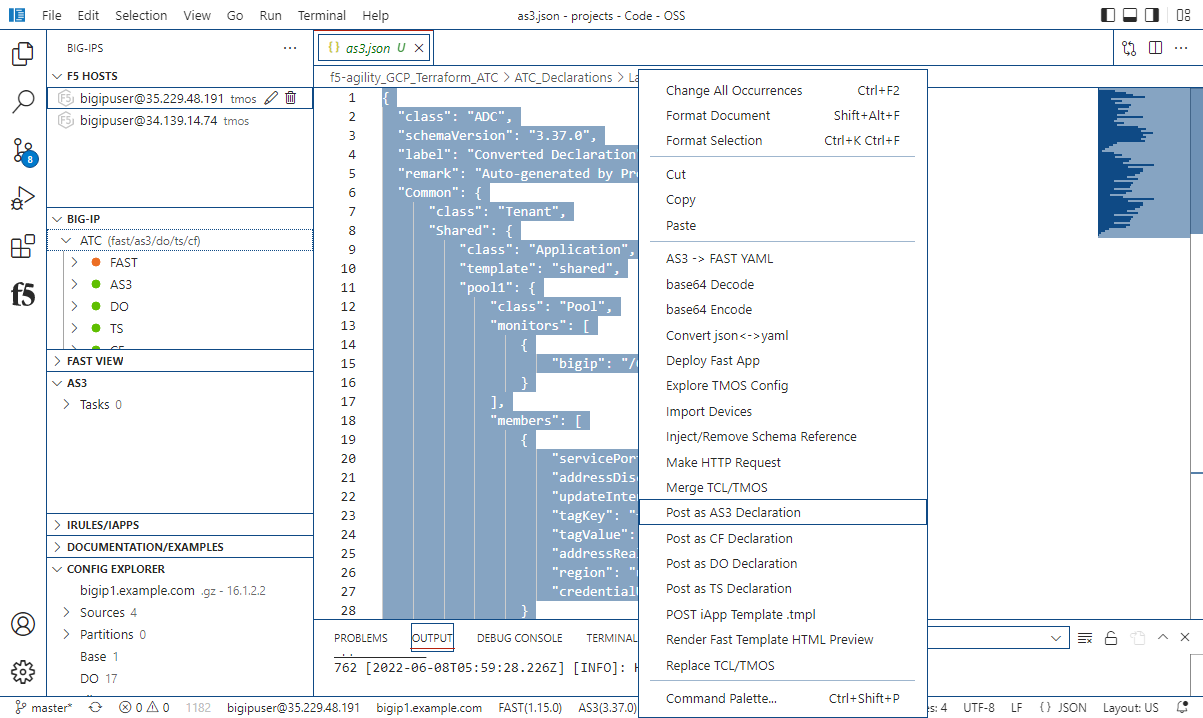 File Edit Selection View Go Run Terminal Help as3.json - projects - Code - OSS
BIG-IPS
F5 HOSTS
bigipuser@35.229.48.191 tmos
bigipuser@34.139.14.74 tmos
8
BIG-IP
ATC (fast/as3/do/ts/cf)
FAST
AS3
DO
TS
CF
f5
FAST VIEW
AS3
Tasks 0
IRULES/IAPPS
DOCUMENTATION/EXAMPLES
CONFIG EXPLORER
bigip1.example.com .gz - 16.1.2.2
Sources 4
Partitions 0
Base 1
DO 17
{} as3.json U
f5-agility_GCP_Terraform_ATC > ATC_Declarations > La
1 {
2 "class": "ADC",
3 "schemaVersion": "3.37.0",
4 "label": "Converted Declaration
5 "remark": "Auto-generated by Pr
6 "Common": {
7 "class": "Tenant",
8 "Shared": {
9 "class": "Application",
10 "template": "shared",
11 "pool1": {
12 "class": "Pool",
13 "monitors": [
14 {
15 "bigip": "/
16 }
17 ],
18 "members": [
19 {
20 "servicePor
21 "addressDis
22 "updateInte
23 "tagKey": "
24 "tagValue":
25 "addressRea
26 "region": "
27 "credential
28 }
Change All Occurrences Ctrl+F2
Format Document Shift+Alt+F
Format Selection Ctrl+K Ctrl+F
Cut
Copy
Paste
AS3 -> FAST YAML
base64 Decode
base64 Encode
Convert json<->yaml
Deploy Fast App
Explore TMOS Config
Import Devices
Inject/Remove Schema Reference
Make HTTP Request
Merge TCL/TMOS
Post as AS3 Declaration
Post as CF Declaration
Post as DO Declaration
Post as TS Declaration
POST iApp Template .tmpl
Render Fast Template HTML Preview
Replace TCL/TMOS
Command Palette... Ctrl+Shift+P
PROBLEMS OUTPUT DEBUG CONSOLE TERMINAL
762 [2022-06-08T05:59:28.226Z] [INFO]: H
master* 0 0 1182 bigipuser@35.229.48.191 bigip1.example.com FAST(1.15.0) AS3(3.37.0) es: 4 UTF-8 LF {} JSON Layout: US